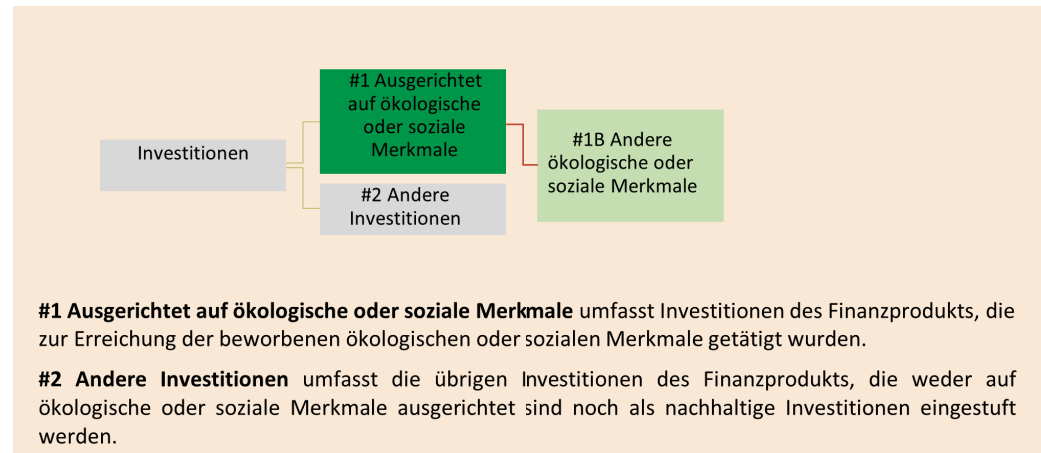 #1 Ausgerichtet
auf ökologische
oder soziale
Merkmale
Investitionen
#1B Andere
ökologische oder
soziale Merkmale
#2 Andere
Investitionen
#1 Ausgerichtet auf ökologische oder soziale Merkmale umfasst Investitionen des Finanzprodukts, die
zur Erreichung der beworbenen ökologischen oder sozialen Merkmale getätigt wurden.
#2 Andere Investitionen umfasst die übrigen Investitionen des Finanzprodukts, die weder auf
ökologische oder soziale Merkmale ausgerichtet sind noch als nachhaltige Investitionen eingestuft
werden.